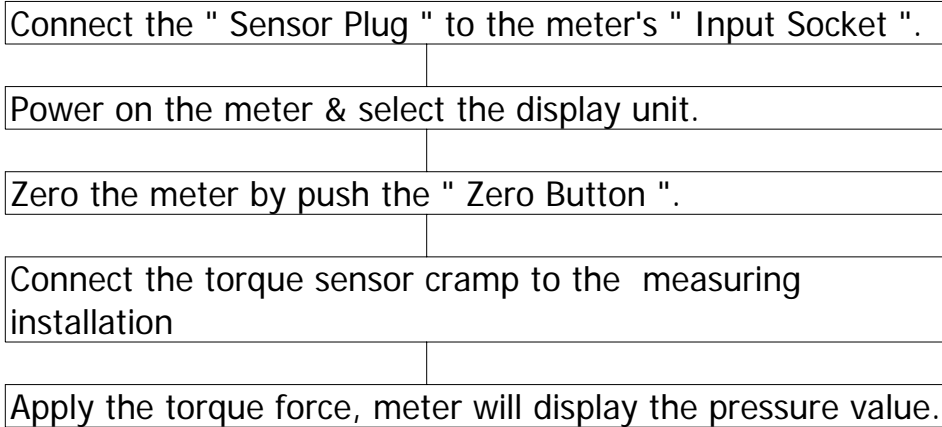 Connect the " Sensor Plug " to the meter's " Input Socket ".
Power on the meter & select the display unit.
Zero the meter by push the " Zero Button ".
Connect the torque sensor cramp to the  measuring
installation
Apply the torque force, meter will display the pressure value.